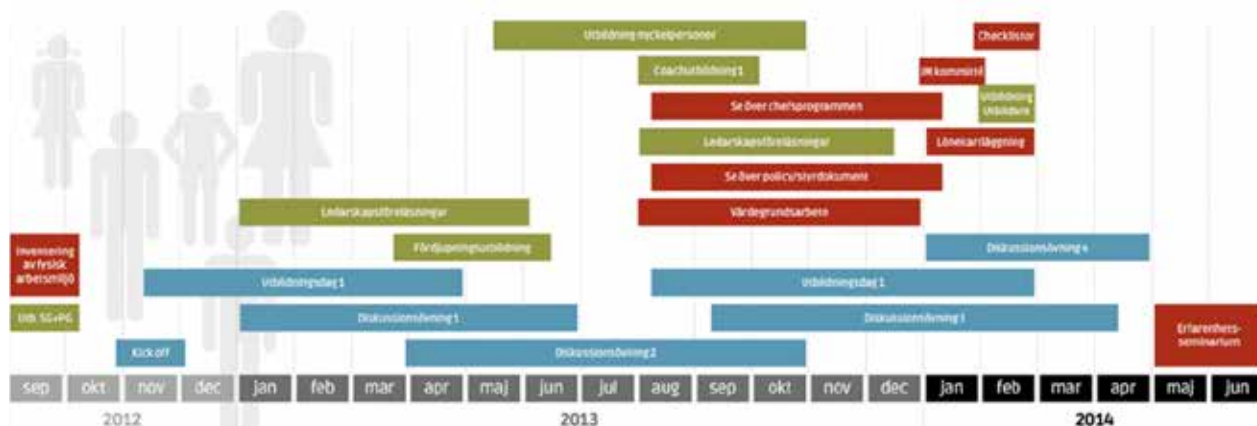 Utbildning nyckelpersoner
Checklistor
Coachutbildning 1
JM kommitté
Se över chefsprogrammen
Utbildning
Utbildare
Ledarskapsföreläsningar
Lönekartläggning
Se över policy/styrdokument
Ledarskapsföreläsningar
Värdegrundsarbete
Inventering
av fysisk
arbetsmiljö
Fördjupningsutbildning
Diskussionsövning 4
Utbildningsdag 1
Utbildningsdag
Utb. SG+PG
Diskussionsövning 1
Diskussionsövning 3
Erfarenhets-
seminarium
Kick off
Diskussionsövning 2
sep okt nov dec jan feb mar apr maj jun jul aug sep okt nov dec jan feb mar apr maj jun
2012 2013 2014